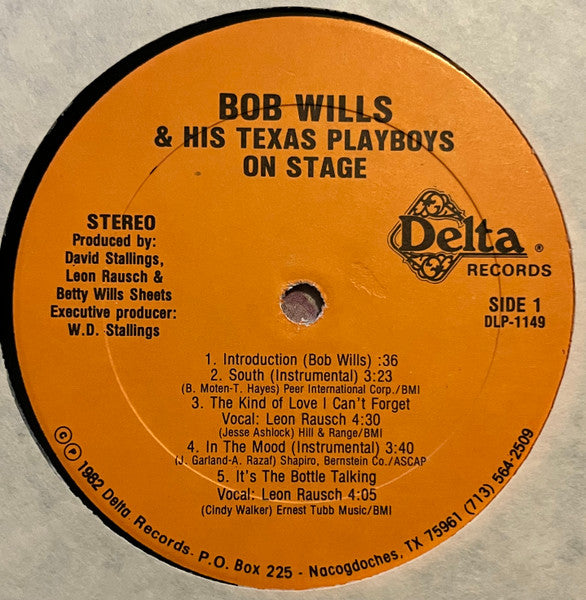 BOB WILLS
& HIS TEXAS PLAYBOYS
ON STAGE
STEREO
Produced by:
David Stallings,
Leon Rausch &
Betty Wills Sheets
Executive producer:
W.D. Stallings
Delta ®
RECORDS
SIDE 1
DLP-1149
1. Introduction (Bob Wills) :36
2. South (Instrumental) 3:23
(B. Moten-T. Hayes) Peer International Corp./BMI
3. The Kind of Love I Can't Forget
Vocal: Leon Rausch 4:30
(Jesse Ashlock) Hill & Range/BMI
4. In The Mood (Instrumental) 3:40
(J. Garland-A. Razaf) Shapiro, Bernstein Co./ASCAP
5. It's The Bottle Talking
Vocal: Leon Rausch 4:05
(Cindy Walker) Ernest Tubb Music/BMI
© ℗ 1982 Delta Records- P.O. Box 225 - Nacogdoches, TX 75961 (713) 564-2509